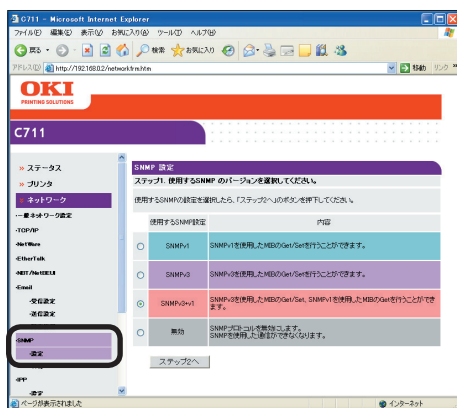 C711 - Microsoft Internet Explorer
ファイル(F) 編集(E) 表示(V) お気に入り(A) ツール(T) ヘルプ(H)
戻る 検索 お気に入り
アドレス(D) http://192.168.0.2/networkfrm.htm 移動 リンク
OKI
PRINTING SOLUTIONS
C711
» ステータス
» プリンタ
» ネットワーク
・一般ネットワーク設定
・TCP/IP
・NetWare
・EtherTalk
・NBT/NetBEUI
・Email
・受信設定
・送信設定
・SNMP
・設定
・IPP
・設定
SNMP 設定
ステップ1. 使用するSNMP のバージョンを選択してください。
使用するSNMPの設定を選択したら、「ステップ2へ」のボタンを押下してください。
使用するSNMP設定 内容
SNMPv1 SNMPv1を使用したMIBのGet/Setを行うことができます。
SNMPv3 SNMPv3を使用したMIBのGet/Setを行うことができます。
SNMPv3+v1 SNMPv3を使用したMIBのGet/Set, SNMPv1を使用したMIBのGetを行うことができます。
無効 SNMPプロトコルを無効にします。
SNMPを使用した通信ができなくなります。
ステップ2へ
ページが表示されました インターネット